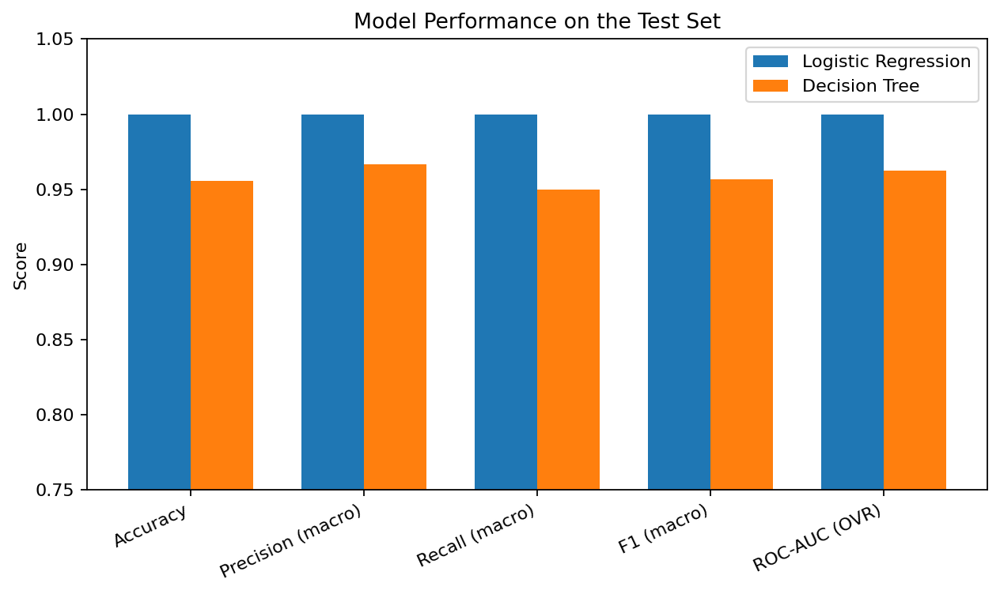 Model Performance on the Test Set
Logistic Regression
Decision Tree
Score
1.05
1.00
0.95
0.90
0.85
0.80
0.75
Accuracy
Precision (macro)
Recall (macro)
F1 (macro)
ROC-AUC (OVR)